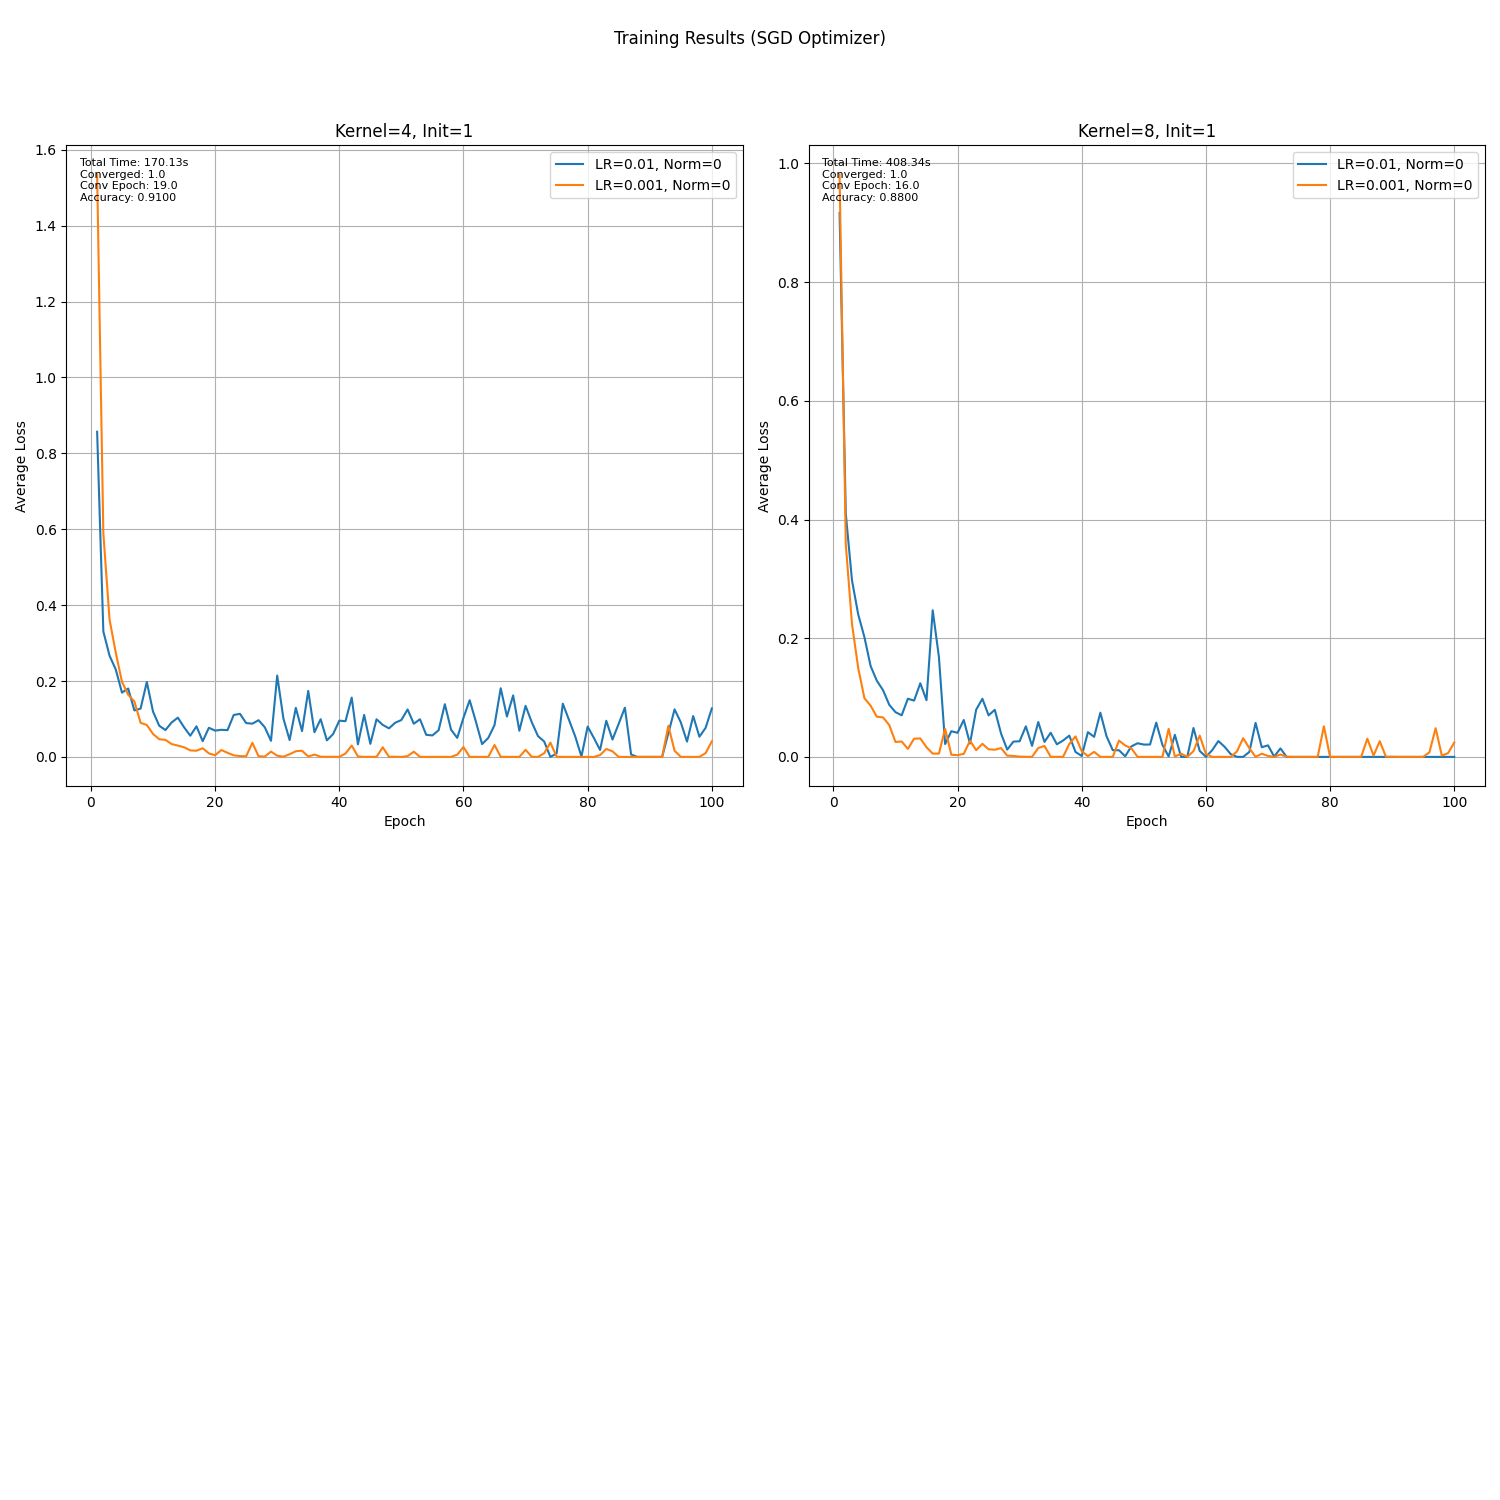 Training Results (SGD Optimizer)
Kernel=4, Init=1
Total Time: 170.13s
Converged: 1.0
Conv Epoch: 19.0
Accuracy: 0.9100
LR=0.01, Norm=0
LR=0.001, Norm=0
1.6
1.4
1.2
1.0
0.8
0.6
0.4
0.2
0.0
Average Loss
0 20 40 60 80 100
Epoch
Kernel=8, Init=1
Total Time: 408.34s
Converged: 1.0
Conv Epoch: 16.0
Accuracy: 0.8800
LR=0.01, Norm=0
LR=0.001, Norm=0
1.0
0.8
0.6
0.4
0.2
0.0
Average Loss
0 20 40 60 80 100
Epoch